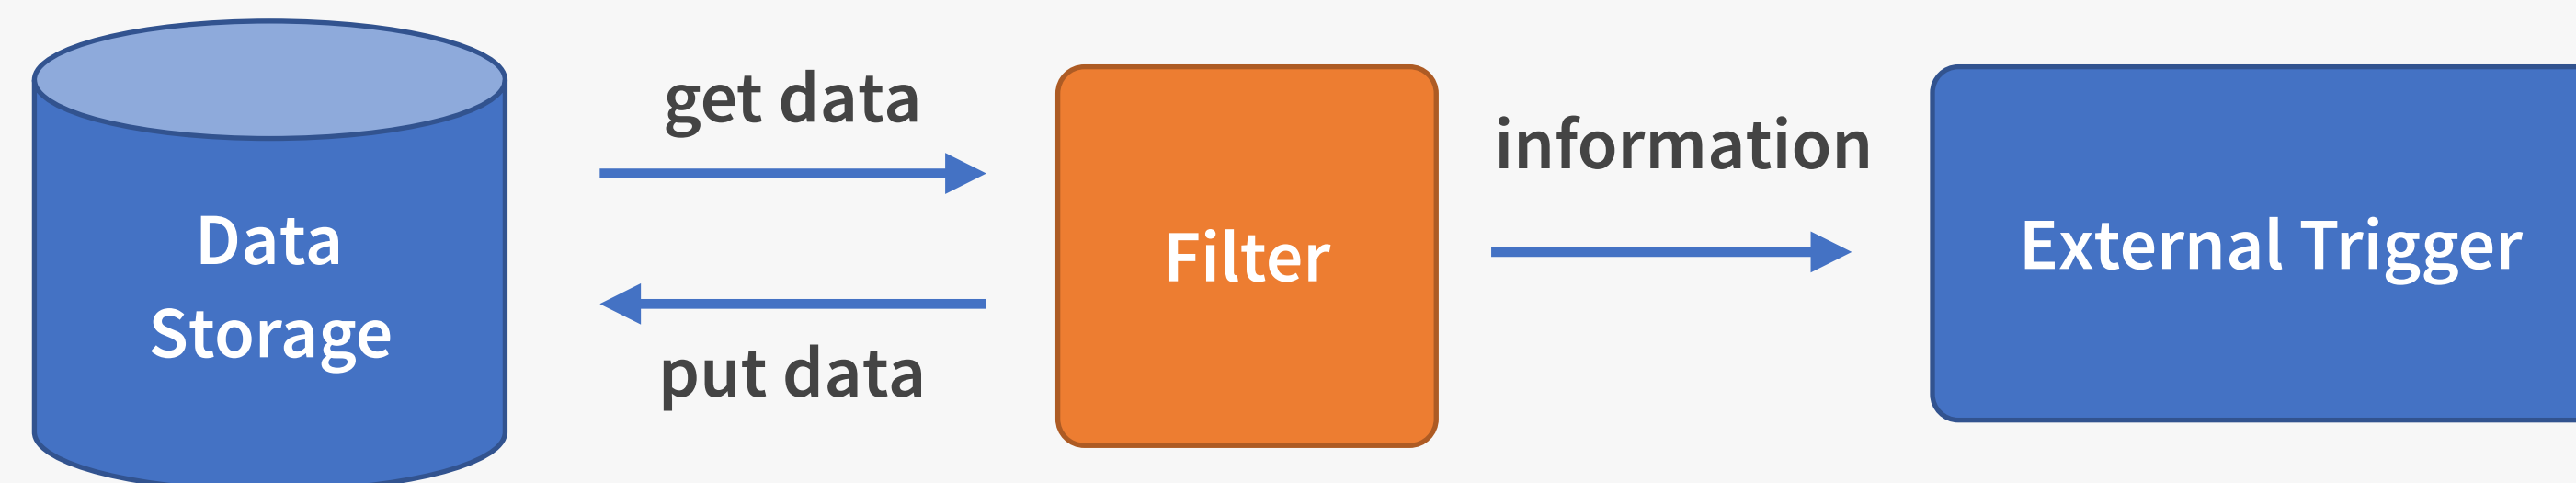 Data
Storage
get data
put data
Filter
information
External Trigger